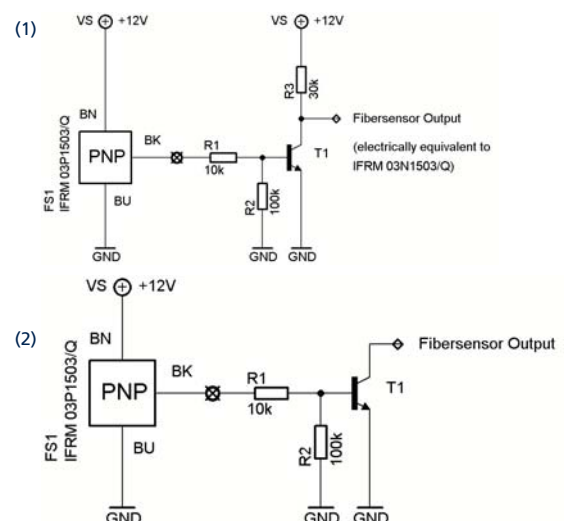 (1)
VS +12V
VS +12V
R3
30k
BN
Fibersensor Output
BK
R1
PNP
T1
(electrically equivalent to
IFRM 03N1503/Q)
10k
FS1
IFRM 03P1503/Q
R2
100k
BU
GND
GND
GND
VS +12V
(2)
BN
Fibersensor Output
BK
R1
PNP
T1
10k
FS1
IFRM 03P1503/Q
R2
100k
BU
GND
GND
GND